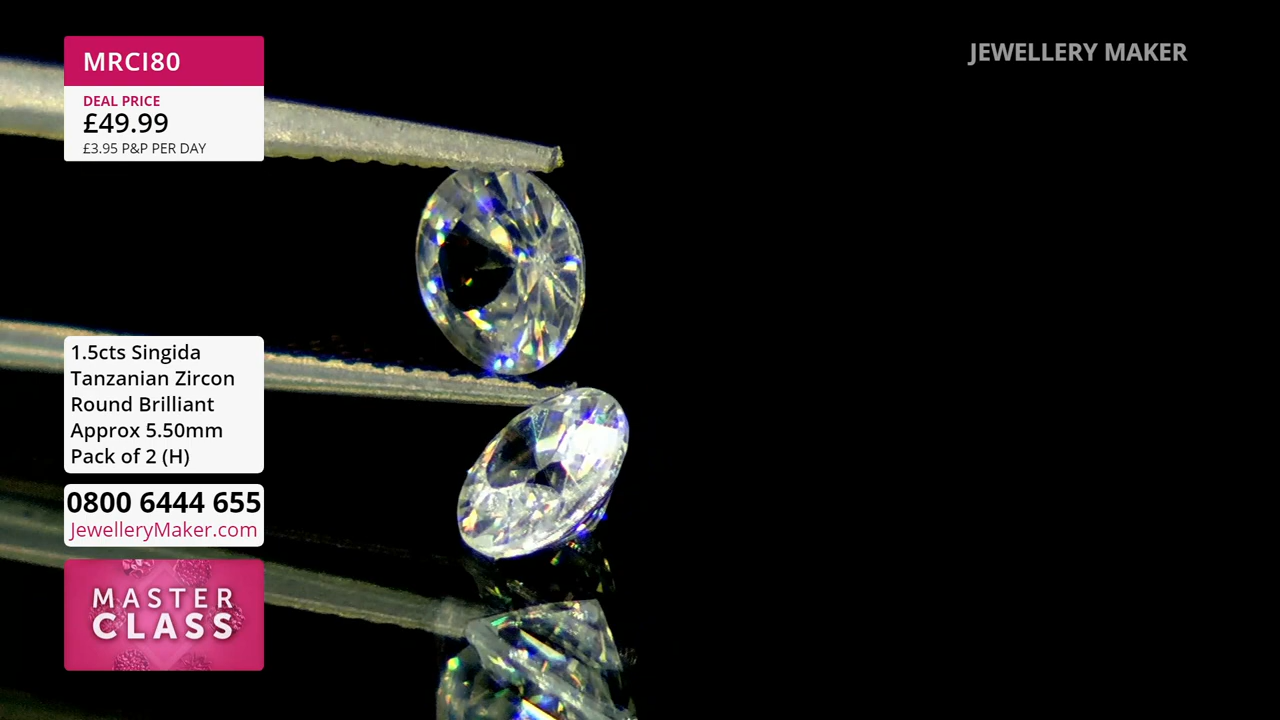 MRCI80
DEAL PRICE
£49.99
£3.95 P&P PER DAY
JEWELLERY MAKER
1.5cts Singida
Tanzanian Zircon
Round Brilliant
Approx 5.50mm
Pack of 2 (H)
0800 6444 655
JewelleryMaker.com
MASTER
CLASS